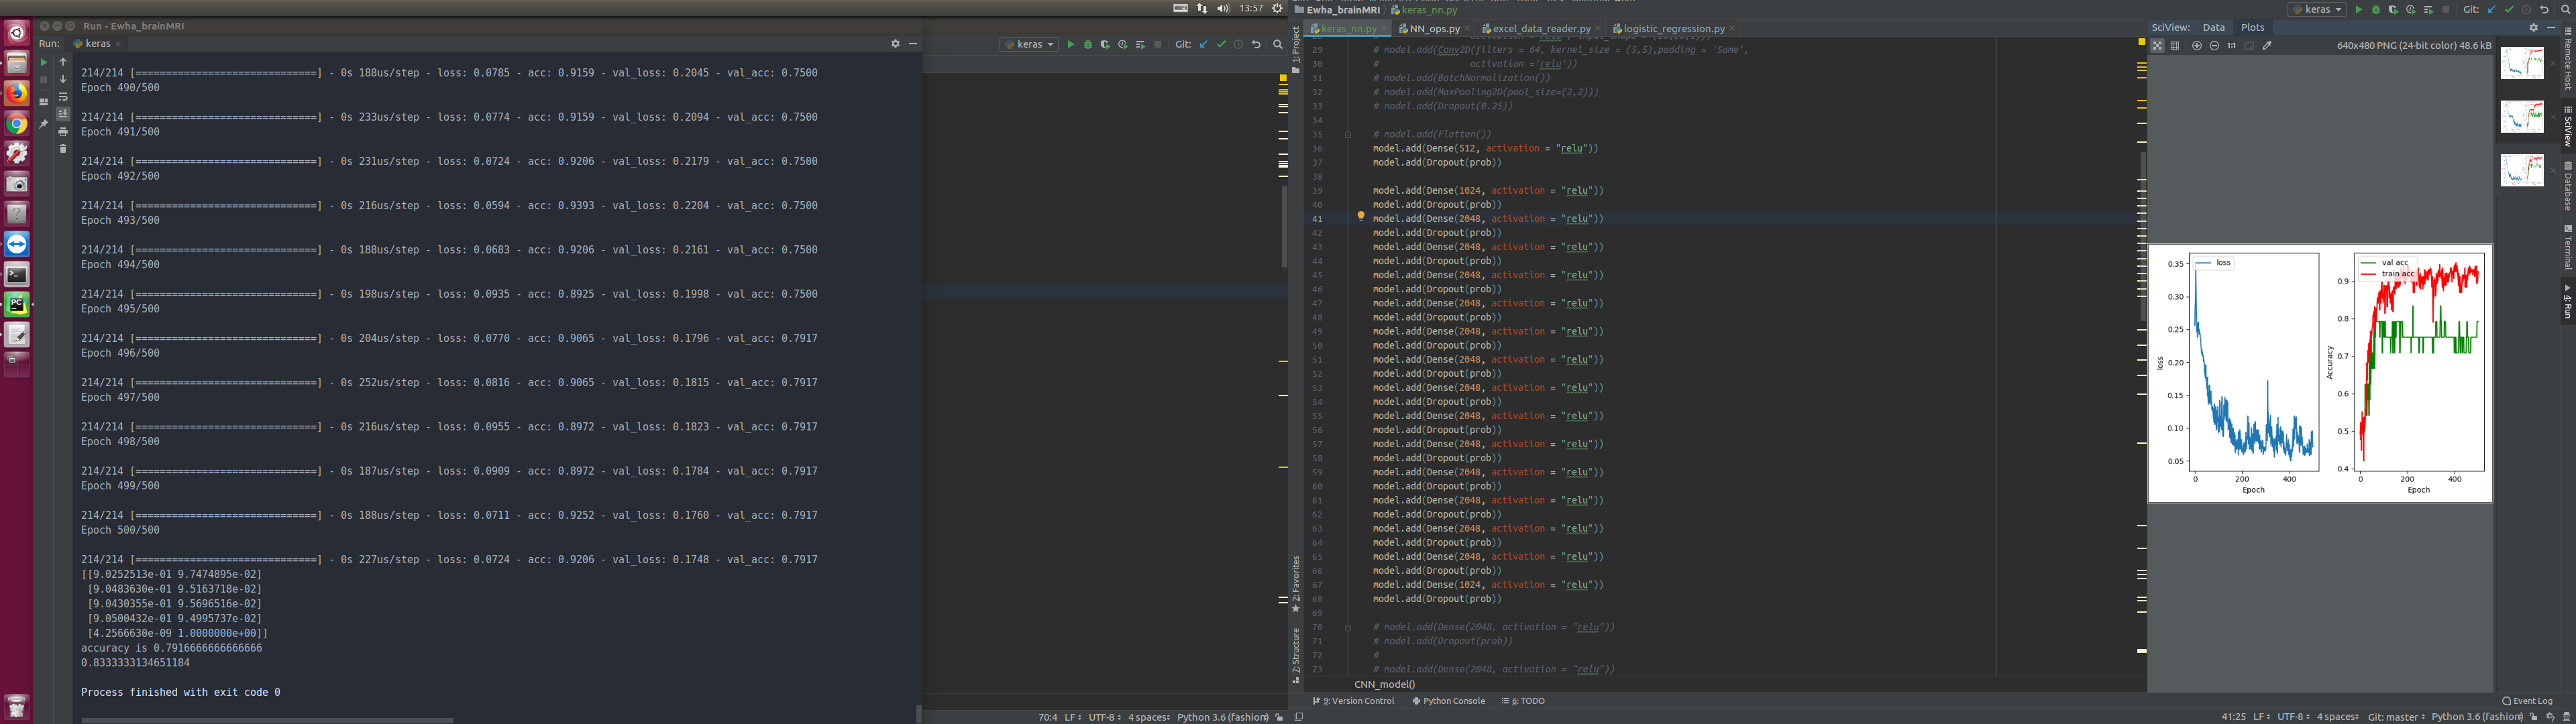 13:57
Run - Ewha_brainMRI
Run: keras
keras
Git:
214/214 [==============================] - 0s 188us/step - loss: 0.0785 - acc: 0.9159 - val_loss: 0.2045 - val_acc: 0.7500
Epoch 490/500
214/214 [==============================] - 0s 233us/step - loss: 0.0774 - acc: 0.9159 - val_loss: 0.2094 - val_acc: 0.7500
Epoch 491/500
214/214 [==============================] - 0s 231us/step - loss: 0.0724 - acc: 0.9206 - val_loss: 0.2179 - val_acc: 0.7500
Epoch 492/500
214/214 [==============================] - 0s 216us/step - loss: 0.0594 - acc: 0.9393 - val_loss: 0.2204 - val_acc: 0.7500
Epoch 493/500
214/214 [==============================] - 0s 188us/step - loss: 0.0683 - acc: 0.9206 - val_loss: 0.2161 - val_acc: 0.7500
Epoch 494/500
214/214 [==============================] - 0s 198us/step - loss: 0.0935 - acc: 0.8925 - val_loss: 0.1998 - val_acc: 0.7500
Epoch 495/500
214/214 [==============================] - 0s 204us/step - loss: 0.0770 - acc: 0.9065 - val_loss: 0.1796 - val_acc: 0.7917
Epoch 496/500
214/214 [==============================] - 0s 252us/step - loss: 0.0816 - acc: 0.9065 - val_loss: 0.1815 - val_acc: 0.7917
Epoch 497/500
214/214 [==============================] - 0s 216us/step - loss: 0.0955 - acc: 0.8972 - val_loss: 0.1823 - val_acc: 0.7917
Epoch 498/500
214/214 [==============================] - 0s 187us/step - loss: 0.0909 - acc: 0.8972 - val_loss: 0.1784 - val_acc: 0.7917
Epoch 499/500
214/214 [==============================] - 0s 188us/step - loss: 0.0711 - acc: 0.9252 - val_loss: 0.1760 - val_acc: 0.7917
Epoch 500/500
214/214 [==============================] - 0s 227us/step - loss: 0.0724 - acc: 0.9206 - val_loss: 0.1748 - val_acc: 0.7917
[[9.0252513e-01 9.7474895e-02]
[9.0483630e-01 9.5163718e-02]
[9.0430355e-01 9.5696516e-02]
[9.0500432e-01 9.4995737e-02]
[4.2566630e-09 1.0000000e+00]]
accuracy is 0.7916666666666666
0.8333333134651184
Process finished with exit code 0
70:4 LF UTF-8 4 spaces Python 3.6 (fashion)
Ewha_brainMRI keras_nn.py
keras Git:
keras_nn.py NN_ops.py excel_data_reader.py logistic_regression.py
1: Project
2: Favorites
7: Structure
29 # model.add(Conv2D(filters = 64, kernel_size = (5,5),padding = 'Same',
30 # activation ='relu'))
31 # model.add(BatchNormalization())
32 # model.add(MaxPooling2D(pool_size=(2,2)))
33 # model.add(Dropout(0.25))
34
35 # model.add(Flatten())
36 model.add(Dense(512, activation = "relu"))
37 model.add(Dropout(prob))
38
39 model.add(Dense(1024, activation = "relu"))
40 model.add(Dropout(prob))
41 model.add(Dense(2048, activation = "relu"))
42 model.add(Dropout(prob))
43 model.add(Dense(2048, activation = "relu"))
44 model.add(Dropout(prob))
45 model.add(Dense(2048, activation = "relu"))
46 model.add(Dropout(prob))
47 model.add(Dense(2048, activation = "relu"))
48 model.add(Dropout(prob))
49 model.add(Dense(2048, activation = "relu"))
50 model.add(Dropout(prob))
51 model.add(Dense(2048, activation = "relu"))
52 model.add(Dropout(prob))
53 model.add(Dense(2048, activation = "relu"))
54 model.add(Dropout(prob))
55 model.add(Dense(2048, activation = "relu"))
56 model.add(Dropout(prob))
57 model.add(Dense(2048, activation = "relu"))
58 model.add(Dropout(prob))
59 model.add(Dense(2048, activation = "relu"))
60 model.add(Dropout(prob))
61 model.add(Dense(2048, activation = "relu"))
62 model.add(Dropout(prob))
63 model.add(Dense(2048, activation = "relu"))
64 model.add(Dropout(prob))
65 model.add(Dense(2048, activation = "relu"))
66 model.add(Dropout(prob))
67 model.add(Dense(1024, activation = "relu"))
68 model.add(Dropout(prob))
69
70 # model.add(Dense(2048, activation = "relu"))
71 # model.add(Dropout(prob))
72 #
73 # model.add(Dense(2048, activation = "relu"))
CNN_model()
9: Version Control Python Console 6: TODO
SciView: Data Plots
1:1 640x480 PNG (24-bit color) 48.6 kB
loss
0.35
0.30
0.25
0.20
0.15
0.10
0.05
loss
0 200 400
Epoch
val acc
train acc
0.9
0.8
0.7
0.6
0.5
0.4
Accuracy
0 200 400
Epoch
Remote Host
SciView
Database
Terminal
4: Run
Event Log
41:25 LF UTF-8 4 spaces Git: master Python 3.6 (fashion)